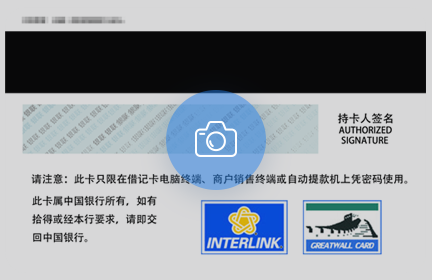 持卡人签名
AUTHORIZED
SIGNATURE
请注意：此卡只限在借记卡电脑终端、商户销售终端或自动提款机上凭密码使用。
此卡属中国银行所有，如有
拾得或经本行要求，请即交
回中国银行。
INTERLINK
GREATWALL CARD